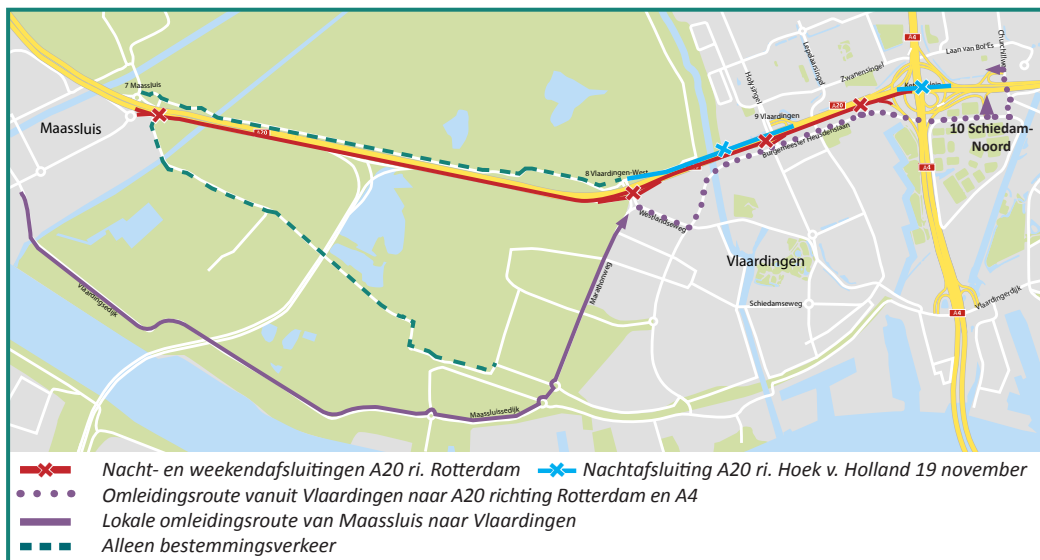 A4
Laan van Bol'Es
Churchillweg
Lepelaarsingel
Zwanensingel
Holysingel
7 Maassluis
Maassluis
A20
A20
9 Vlaardingen
Burgemeester Heusdenslaan
10 Schiedam-
Noord
8 Vlaardingen-West
A4
Westlandseweg
Marathonweg
Vlaardingen
Vlaardingsedijk
Schiedamseweg
Vlaardingerdijk
A4
Maassluissedijk
Nacht- en weekendafsluitingen A20 ri. Rotterdam
Nachtafsluiting A20 ri. Hoek v. Holland 19 november
Omleidingsroute vanuit Vlaardingen naar A20 richting Rotterdam en A4
Lokale omleidingsroute van Maassluis naar Vlaardingen
Alleen bestemmingsverkeer